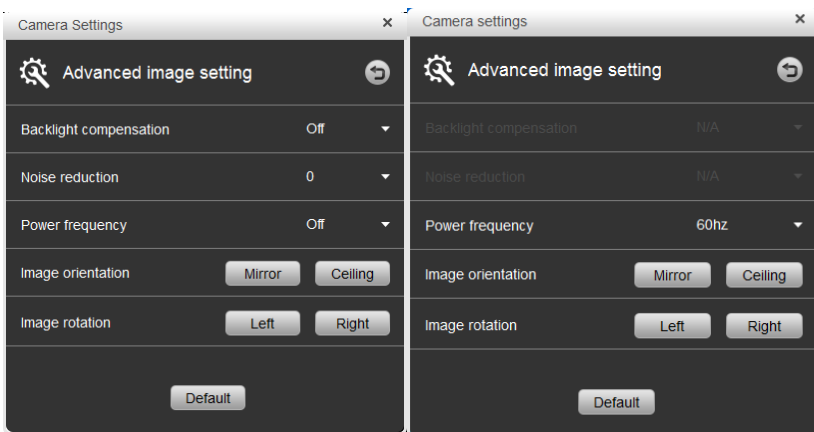 Camera Settings
Advanced image setting
Backlight compensation Off
Noise reduction 0
Power frequency Off
Image orientation Mirror Ceiling
Image rotation Left Right
Default
Camera settings
Advanced image setting
Backlight compensation N/A
Noise reduction N/A
Power frequency 60hz
Image orientation Mirror Ceiling
Image rotation Left Right
Default